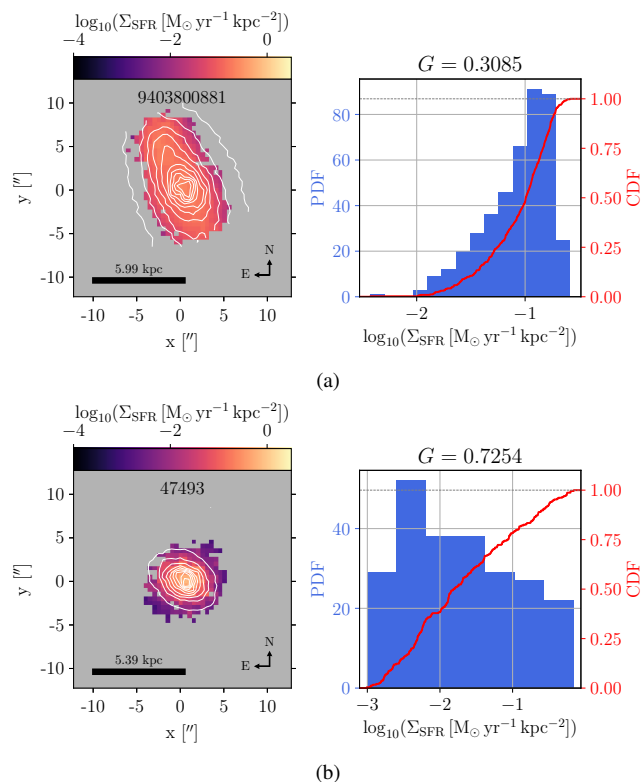 log₁₀(Σ_SFR [M⊙ yr⁻¹ kpc⁻²])
−4 −2 0
9403800881
10
5
0
-5
-10
y [″]
5.99 kpc
N
E
-10 -5 0 5 10
x [″]
G = 0.3085
80
60
40
20
0
PDF
1.00
0.75
0.50
0.25
0.00
CDF
−2 −1
log₁₀(Σ_SFR [M⊙ yr⁻¹ kpc⁻²])
(a)
log₁₀(Σ_SFR [M⊙ yr⁻¹ kpc⁻²])
−4 −2 0
47493
10
5
0
-5
-10
y [″]
5.39 kpc
N
E
-10 -5 0 5 10
x [″]
G = 0.7254
40
20
0
PDF
1.00
0.75
0.50
0.25
0.00
CDF
−3 −2 −1
log₁₀(Σ_SFR [M⊙ yr⁻¹ kpc⁻²])
(b)